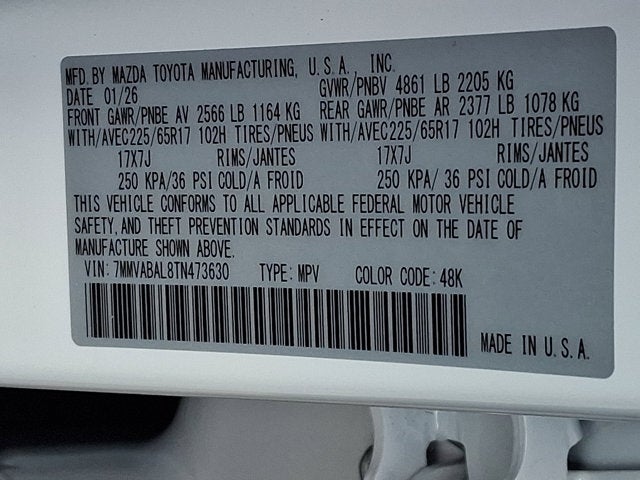 MFD. BY MAZDA TOYOTA MANUFACTURING, U.S.A. INC.
DATE 01/26 GVWR/PNBV 4861 LB 2205 KG
FRONT GAWR/PNBE AV 2566 LB 1164 KG REAR GAWR/PNBE AR 2377 LB 1078 KG
WITH/AVEC225/65R17 102H TIRES/PNEUS WITH/AVEC225/65R17 102H TIRES/PNEUS
17X7J RIMS/JANTES 17X7J RIMS/JANTES
250 KPA/36 PSI COLD/A FROID 250 KPA/ 36 PSI COLD/A FROID
THIS VEHICLE CONFORMS TO ALL APPLICABLE FEDERAL MOTOR VEHICLE
SAFETY, AND THEFT PREVENTION STANDARDS IN EFFECT ON THE DATE OF
MANUFACTURE SHOWN ABOVE.
VIN: 7MMVABAL8TN473630 TYPE: MPV COLOR CODE: 48K
MADE IN U.S.A.